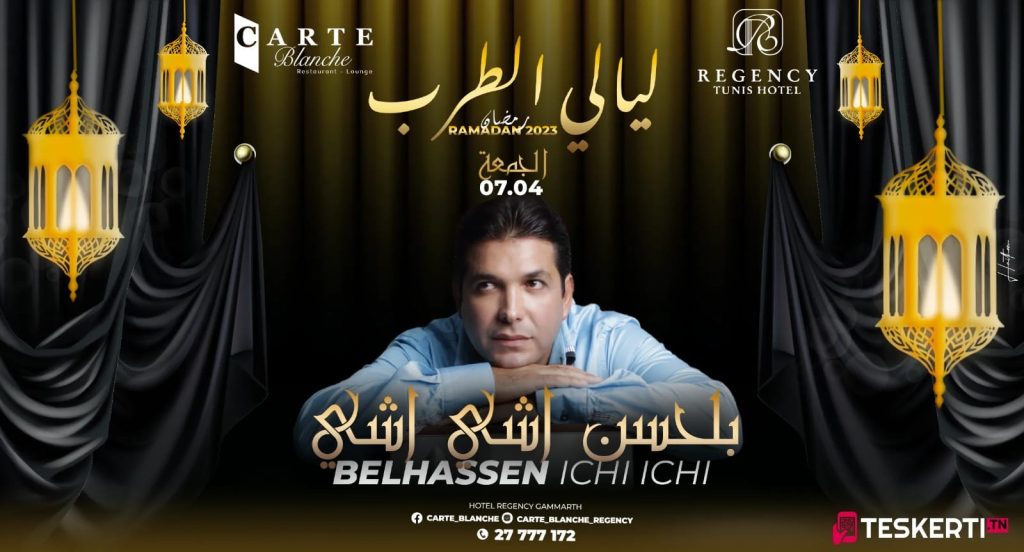 CARTE
Blanche
Restaurant - Lounge
REGENCY
TUNIS HOTEL
ليالي الطرب
رمضان
RAMADAN 2023
الجمعة
07.04
بلحسن اشي اشي
BELHASSEN ICHI ICHI
HOTEL REGENCY GAMMARTH
CARTE_BLANCHE CARTE_BLANCHE_REGENCY
27 777 172
TESKERTI.TN